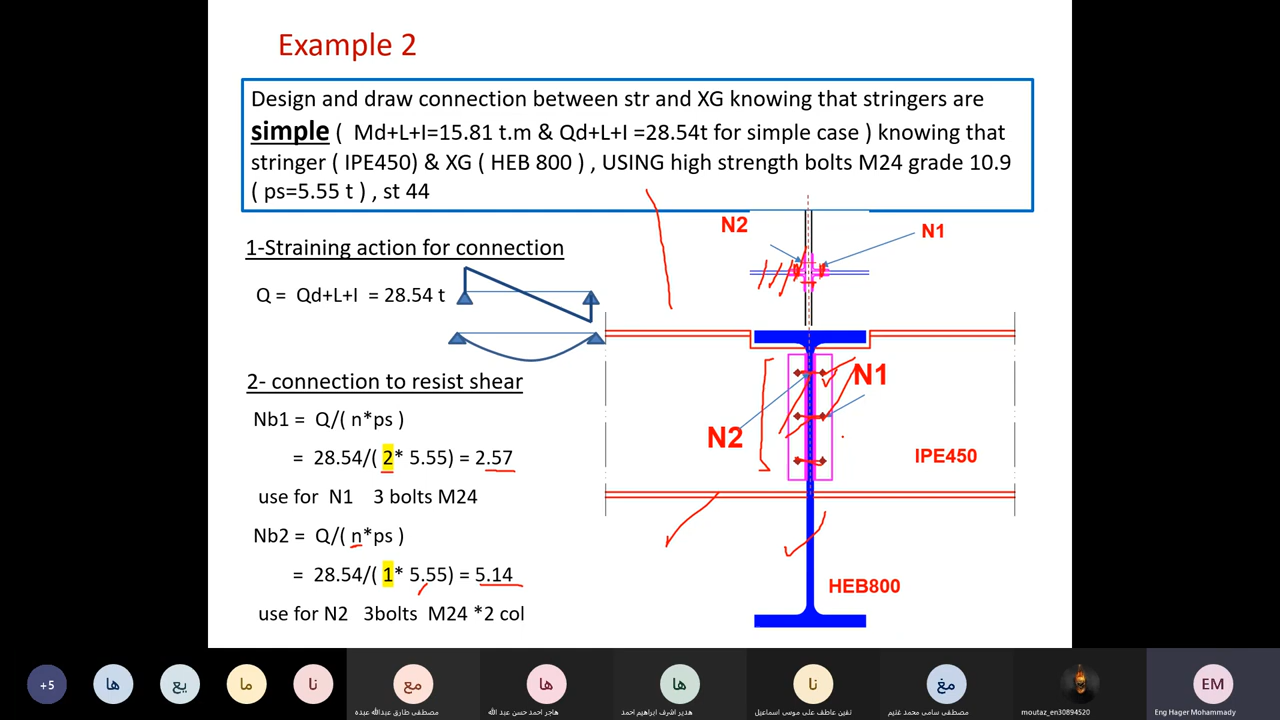 Example 2
Design and draw connection between str and XG knowing that stringers are
simple ( Md+L+I=15.81 t.m & Qd+L+I =28.54t for simple case ) knowing that
stringer ( IPE450) & XG ( HEB 800 ) , USING high strength bolts M24 grade 10.9
( ps=5.55 t ) , st 44
1-Straining action for connection
Q = Qd+L+I = 28.54 t
2- connection to resist shear
Nb1 = Q/( n*ps )
= 28.54/( 2* 5.55) = 2.57
use for N1 3 bolts M24
Nb2 = Q/( n*ps )
= 28.54/( 1* 5.55) = 5.14
use for N2 3bolts M24 *2 col
N2
N1
N1
N2
IPE450
HEB800
+5
ها
يع
ما
نا
مع
مصطفى طارق عبدالله عبده
ها
هاجر احمد حسن عبد الله
ها
هدير اشرف ابراهيم احمد
نا
نفين عاطف على موسى اسماعيل
مغ
مصطفى سامى محمد غنيم
moutaz_en30894520
EM
Eng Hager Mohammady